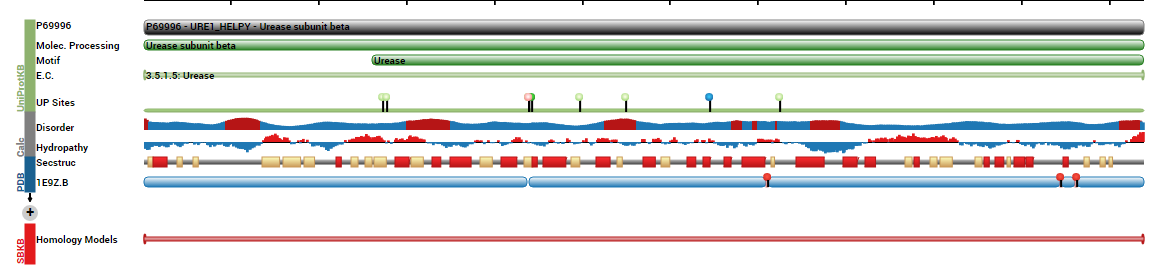 P69996
P69996 - URE1_HELPY - Urease subunit beta
Molec. Processing
Urease subunit beta
Motif
Urease
E.C.
3.5.1.5: Urease
UP Sites
UniProtKB
Disorder
Hydropathy
Calc
Secstruc
1E9Z.B
PDB
+
Homology Models
SBKB